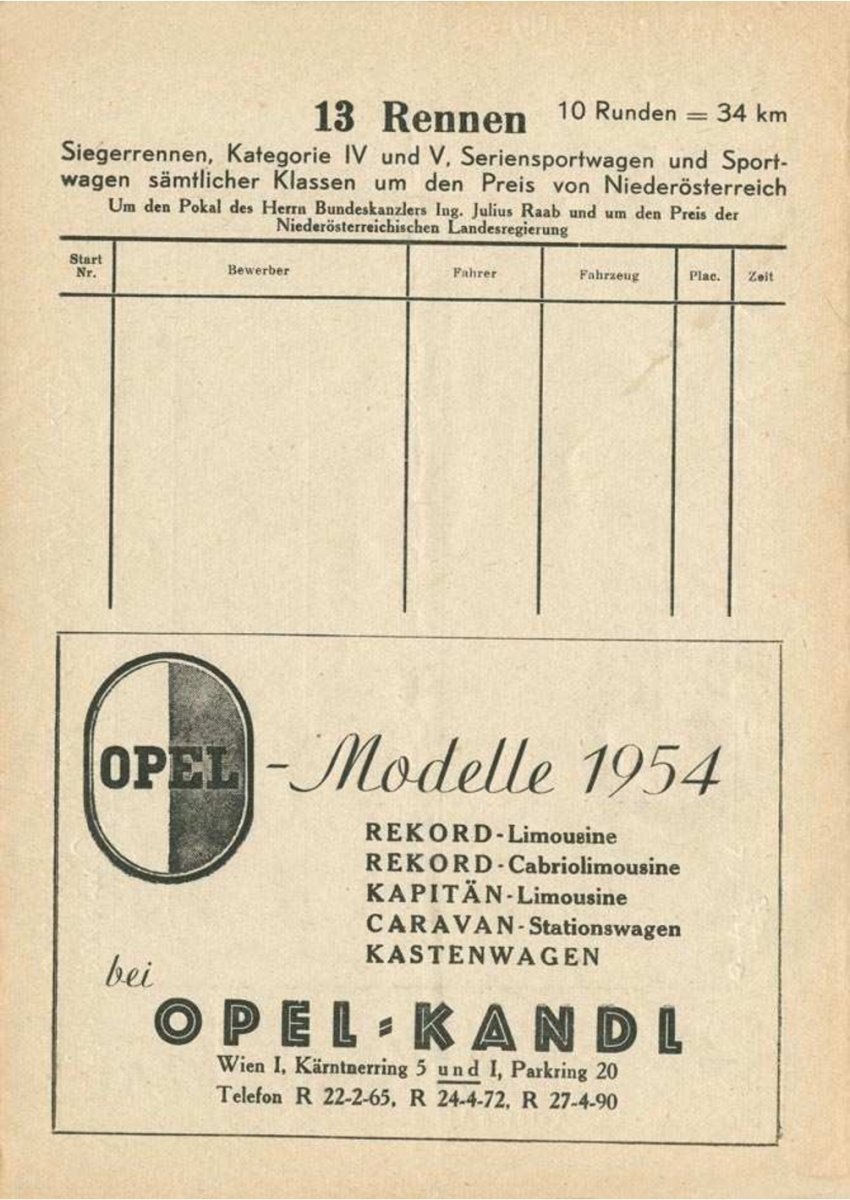 13 Rennen 10 Runden = 34 km
Siegerrennen, Kategorie IV und V, Seriensportwagen und Sport-
wagen sämtlicher Klassen um den Preis von Niederösterreich
Um den Pokal des Herrn Bundeskanzlers Ing. Julius Raab und um den Preis der
Niederösterreichischen Landesregierung
Start Nr. Bewerber Fahrer Fahrzeug Plac. Zeit
OPEL - Modelle 1954
REKORD-Limousine
REKORD-Cabriolimousine
KAPITÄN-Limousine
CARAVAN-Stationswagen
KASTENWAGEN
bei
OPEL-KANDL
Wien I, Kärntnerring 5 und I, Parkring 20
Telefon R 22-2-65, R 24-4-72, R 27-4-90